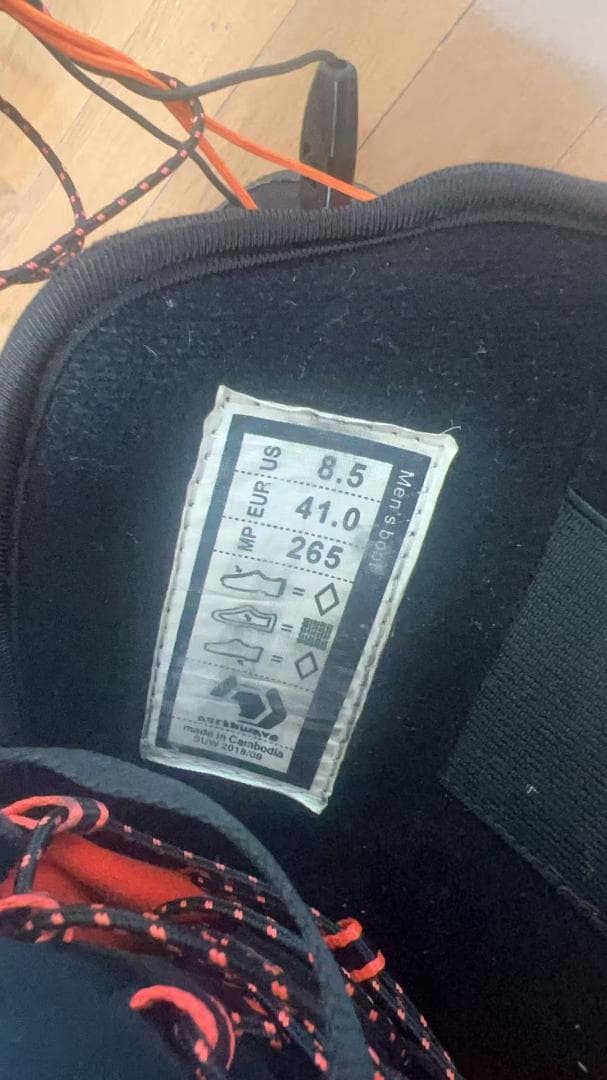 US 8.5
EUR 41.0
MP 265
Men's boot
=
=
=
northwave
made in Cambodia
SUW 2018/09